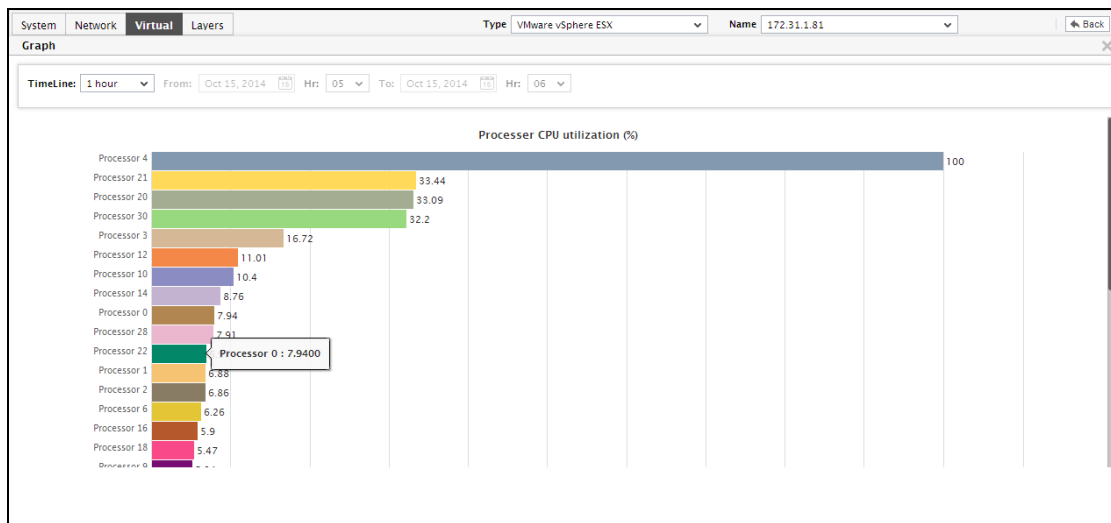 System Network Virtual Layers Type VMware vSphere ESX Name 172.31.1.81 Back
Graph
TimeLine: 1 hour From: Oct 15, 2014 Hr: 05 To: Oct 15, 2014 Hr: 06
Processer CPU utilization (%)
Processor 4 100
Processor 21 33.44
Processor 20 33.09
Processor 30 32.2
Processor 3 16.72
Processor 12 11.01
Processor 10 10.4
Processor 14 8.76
Processor 0 7.94
Processor 28 7.91
Processor 22 Processor 0 : 7.9400
Processor 1 6.88
Processor 2 6.86
Processor 6 6.26
Processor 16 5.9
Processor 18 5.47
Processor 9